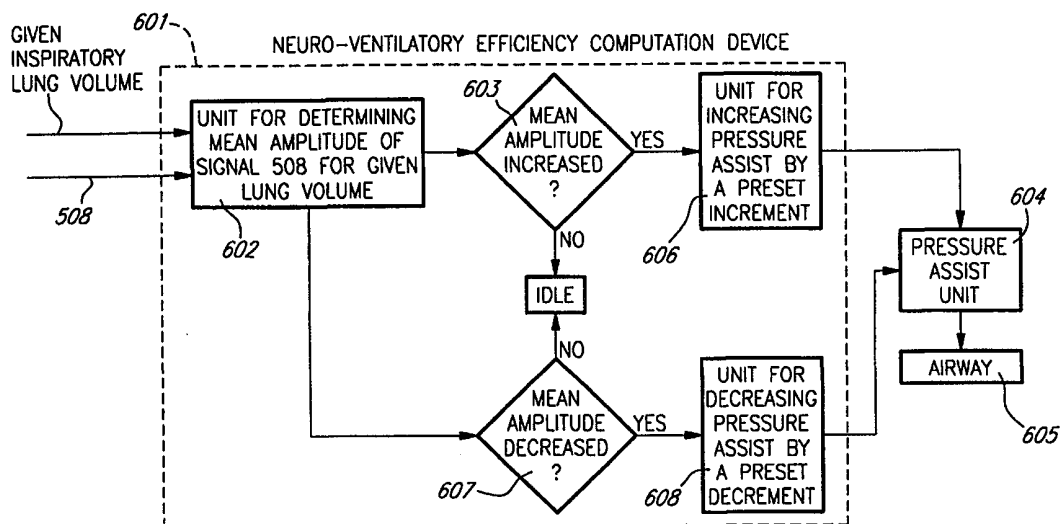 GIVEN
INSPIRATORY
LUNG VOLUME
601
NEURO-VENTILATORY EFFICIENCY COMPUTATION DEVICE
UNIT FOR DETERMINING
MEAN AMPLITUDE OF
SIGNAL 508 FOR GIVEN
LUNG VOLUME
508
602
603
MEAN
AMPLITUDE
INCREASED
?
YES
NO
UNIT FOR
INCREASING
PRESSURE
ASSIST BY
A PRESET
INCREMENT
606
604
PRESSURE
ASSIST
UNIT
AIRWAY
605
IDLE
NO
MEAN
AMPLITUDE
DECREASED
?
607
YES
UNIT FOR
DECREASING
PRESSURE
ASSIST BY
A PRESET
DECREMENT
608